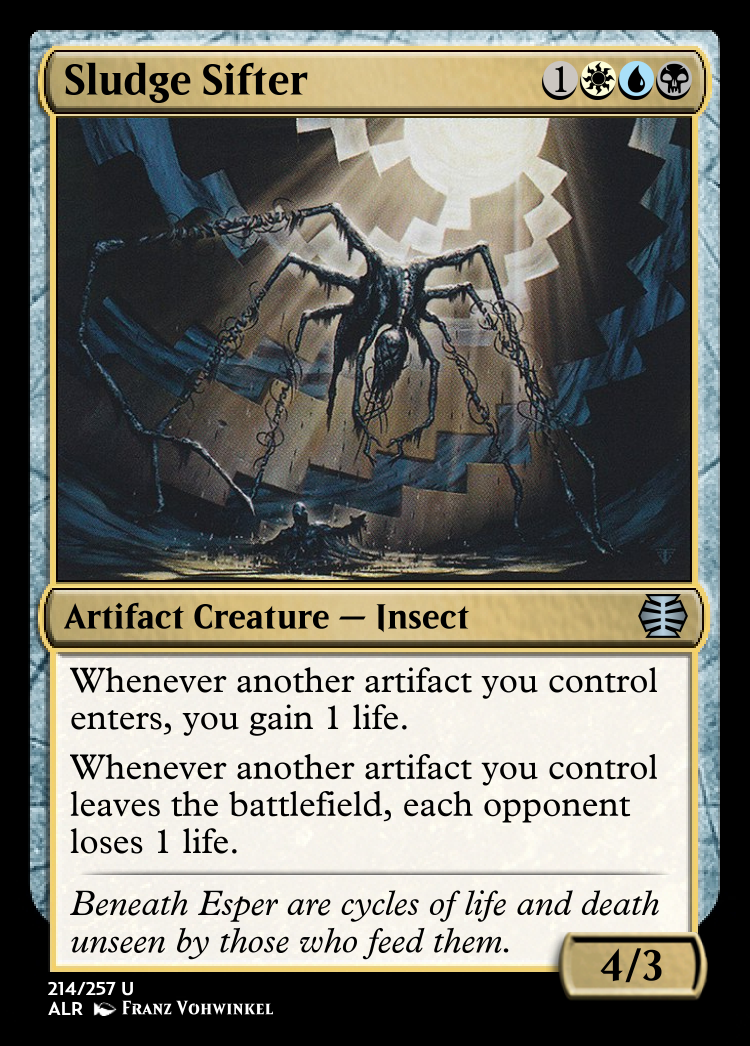 Sludge Sifter 1
Artifact Creature — Insect
Whenever another artifact you control
enters, you gain 1 life.
Whenever another artifact you control
leaves the battlefield, each opponent
loses 1 life.
Beneath Esper are cycles of life and death
unseen by those who feed them.
4/3
214/257 U
ALR Franz Vohwinkel